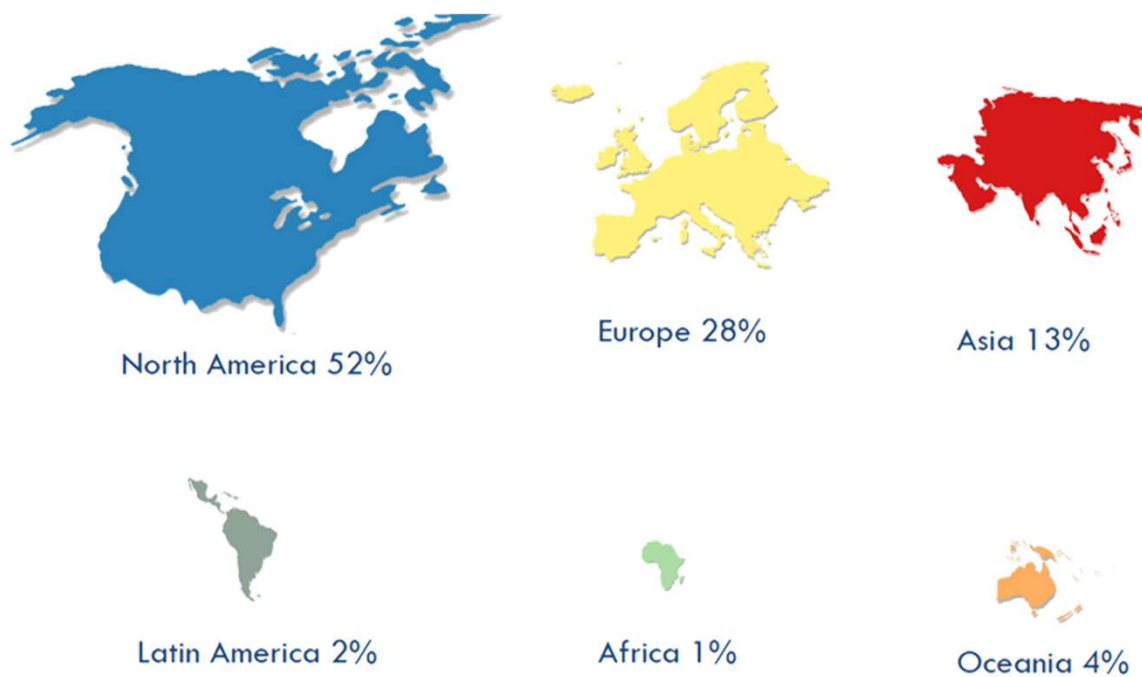 North America 52%
Europe 28%
Asia 13%
Latin America 2%
Africa 1%
Oceania 4%